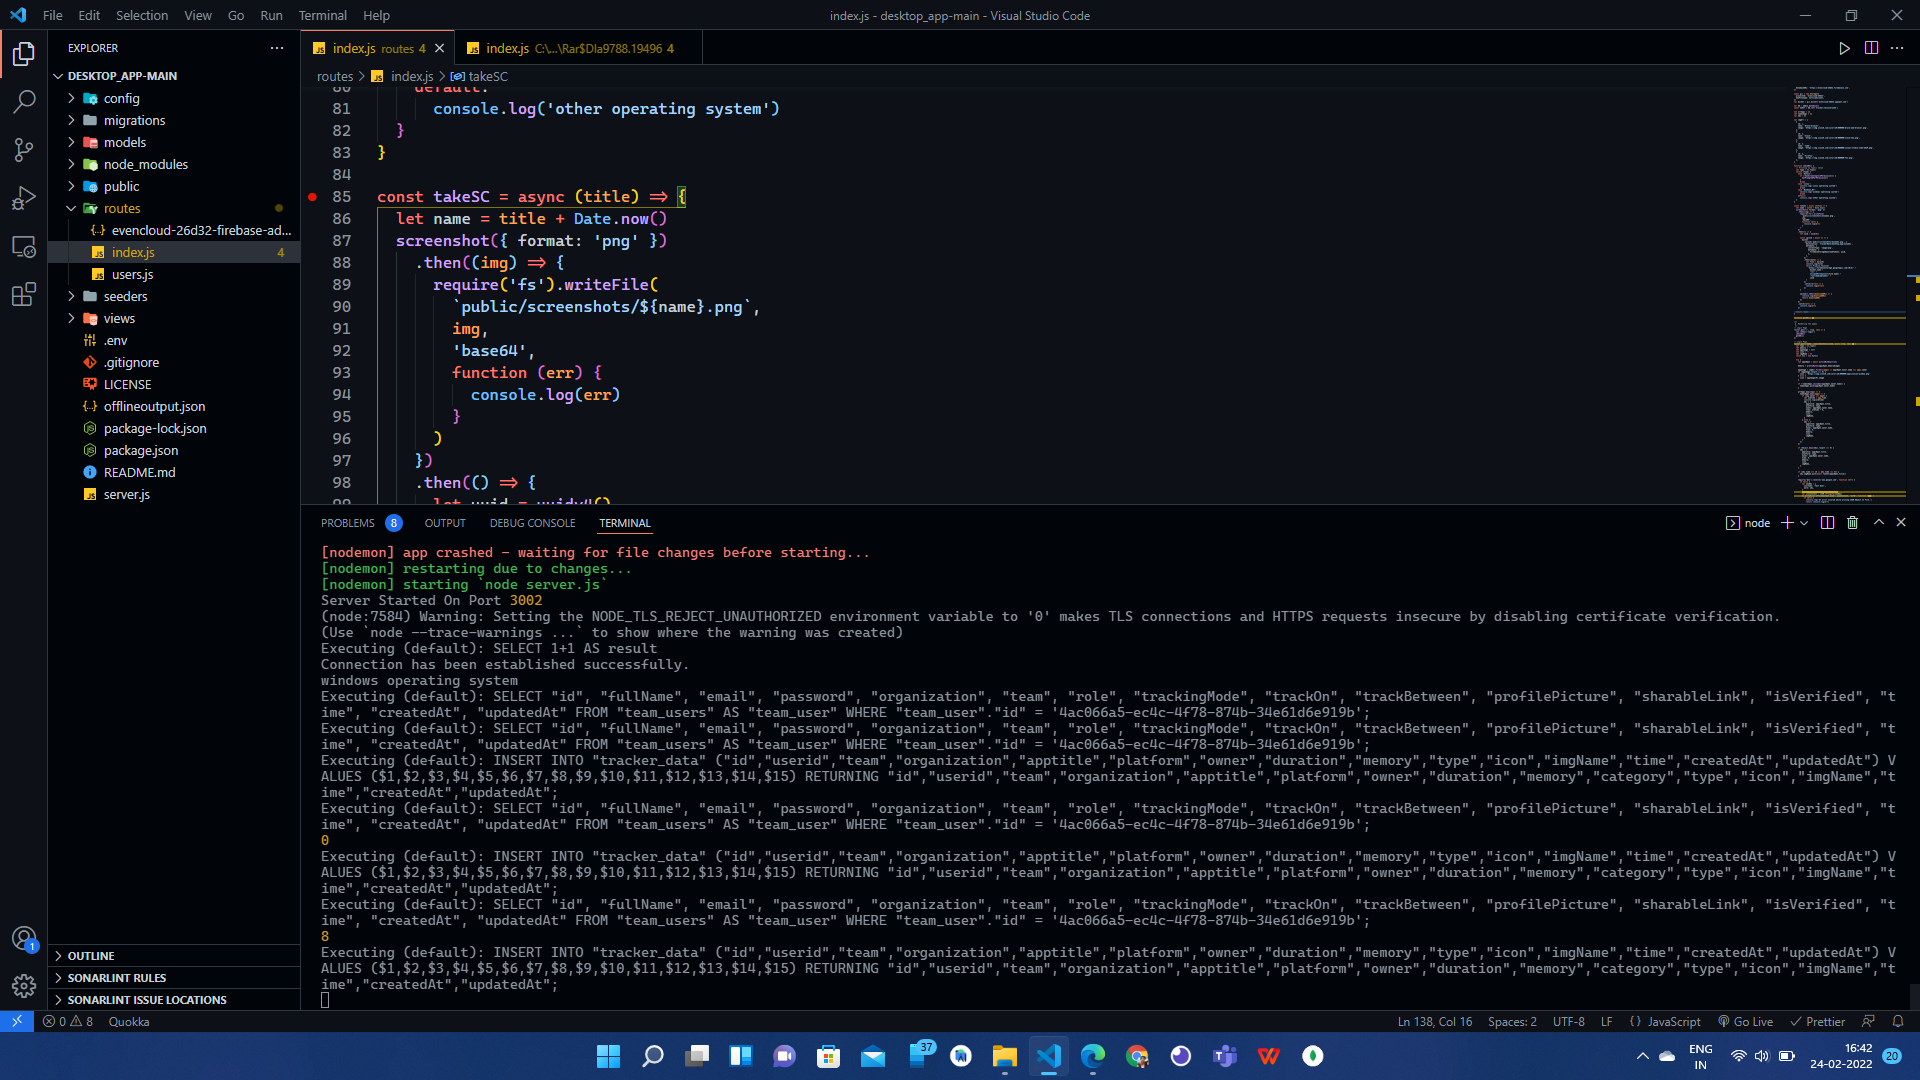 File Edit Selection View Go Run Terminal Help
index.js - desktop_app-main - Visual Studio Code
EXPLORER
DESKTOP_APP-MAIN
config
migrations
models
node_modules
public
routes
evencloud-26d32-firebase-ad...
index.js 4
users.js
seeders
views
.env
.gitignore
LICENSE
offlineoutput.json
package-lock.json
package.json
README.md
server.js
OUTLINE
SONARLINT RULES
SONARLINT ISSUE LOCATIONS
index.js routes 4
index.js C:\...\Rar$DIa9788.19496 4
routes > index.js > takeSC
80 default:
81 console.log('other operating system')
82 }
83 }
84
85 const takeSC = async (title) => {
86 let name = title + Date.now()
87 screenshot({ format: 'png' })
88 .then((img) => {
89 require('fs').writeFile(
90 `public/screenshots/${name}.png`,
91 img,
92 'base64',
93 function (err) {
94 console.log(err)
95 }
96 )
97 })
98 .then(() => {
99 let uuid = uuidv4()
PROBLEMS 8 OUTPUT DEBUG CONSOLE TERMINAL
node
[nodemon] app crashed - waiting for file changes before starting...
[nodemon] restarting due to changes...
[nodemon] starting `node server.js`
Server Started On Port 3002
(node:7584) Warning: Setting the NODE_TLS_REJECT_UNAUTHORIZED environment variable to '0' makes TLS connections and HTTPS requests insecure by disabling certificate verification.
(Use `node --trace-warnings ...` to show where the warning was created)
Executing (default): SELECT 1+1 AS result
Connection has been established successfully.
windows operating system
Executing (default): SELECT "id", "fullName", "email", "password", "organization", "team", "role", "trackingMode", "trackOn", "trackBetween", "profilePicture", "sharableLink", "isVerified", "t
ime", "createdAt", "updatedAt" FROM "team_users" AS "team_user" WHERE "team_user"."id" = '4ac066a5-ec4c-4f78-874b-34e61d6e919b';
Executing (default): SELECT "id", "fullName", "email", "password", "organization", "team", "role", "trackingMode", "trackOn", "trackBetween", "profilePicture", "sharableLink", "isVerified", "t
ime", "createdAt", "updatedAt" FROM "team_users" AS "team_user" WHERE "team_user"."id" = '4ac066a5-ec4c-4f78-874b-34e61d6e919b';
Executing (default): INSERT INTO "tracker_data" ("id","userid","team","organization","apptitle","platform","owner","duration","memory","type","icon","imgName","time","createdAt","updatedAt") V
ALUES ($1,$2,$3,$4,$5,$6,$7,$8,$9,$10,$11,$12,$13,$14,$15) RETURNING "id","userid","team","organization","apptitle","platform","owner","duration","memory","category","type","icon","imgName","t
ime","createdAt","updatedAt";
Executing (default): SELECT "id", "fullName", "email", "password", "organization", "team", "role", "trackingMode", "trackOn", "trackBetween", "profilePicture", "sharableLink", "isVerified", "t
ime", "createdAt", "updatedAt" FROM "team_users" AS "team_user" WHERE "team_user"."id" = '4ac066a5-ec4c-4f78-874b-34e61d6e919b';
0
Executing (default): INSERT INTO "tracker_data" ("id","userid","team","organization","apptitle","platform","owner","duration","memory","type","icon","imgName","time","createdAt","updatedAt") V
ALUES ($1,$2,$3,$4,$5,$6,$7,$8,$9,$10,$11,$12,$13,$14,$15) RETURNING "id","userid","team","organization","apptitle","platform","owner","duration","memory","category","type","icon","imgName","t
ime","createdAt","updatedAt";
Executing (default): SELECT "id", "fullName", "email", "password", "organization", "team", "role", "trackingMode", "trackOn", "trackBetween", "profilePicture", "sharableLink", "isVerified", "t
ime", "createdAt", "updatedAt" FROM "team_users" AS "team_user" WHERE "team_user"."id" = '4ac066a5-ec4c-4f78-874b-34e61d6e919b';
8
Executing (default): INSERT INTO "tracker_data" ("id","userid","team","organization","apptitle","platform","owner","duration","memory","type","icon","imgName","time","createdAt","updatedAt") V
ALUES ($1,$2,$3,$4,$5,$6,$7,$8,$9,$10,$11,$12,$13,$14,$15) RETURNING "id","userid","team","organization","apptitle","platform","owner","duration","memory","category","type","icon","imgName","t
ime","createdAt","updatedAt";
1
0 8 Quokka
Ln 138, Col 16 Spaces: 2 UTF-8 LF {} JavaScript Go Live Prettier
37
ENG
IN
16:42
24-02-2022
20